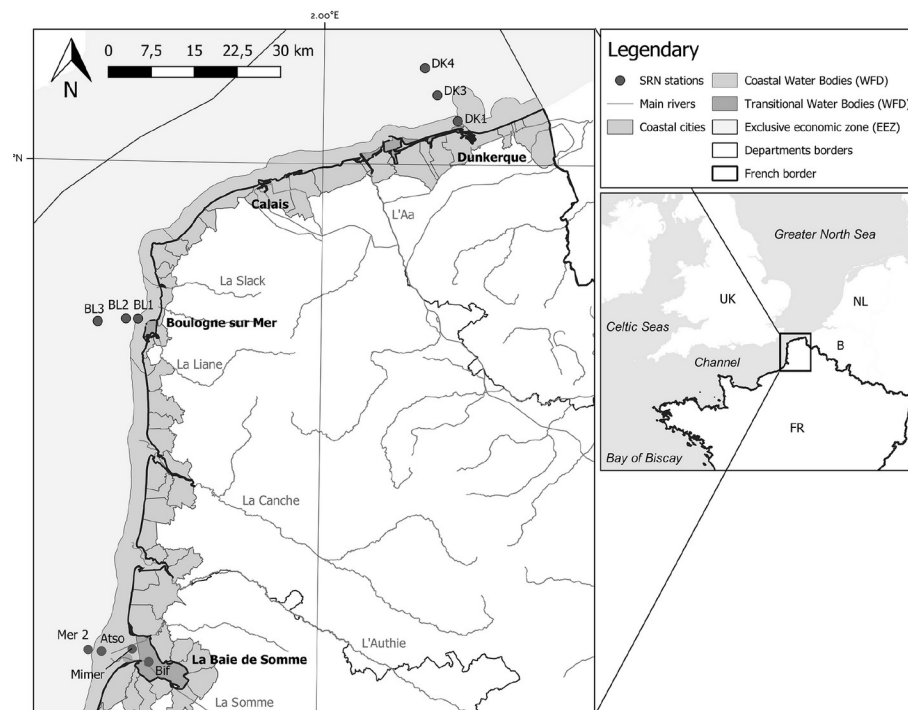 2.00°E
0 7,5 15 22,5 30 km
N
DK4
DK3
DK1
°N
Dunkerque
Calais
L'Aa
La Slack
BL3 BL2 BL1
Boulogne sur Mer
La Liane
La Canche
L'Authie
Mer 2 Atso
Mimer
Bif
La Baie de Somme
La Somme
Legendary
SRN stations
Main rivers
Coastal cities
Coastal Water Bodies (WFD)
Transitional Water Bodies (WFD)
Exclusive economic zone (EEZ)
Departments borders
French border
Greater North Sea
UK
NL
Celtic Seas
B
Channel
FR
Bay of Biscay